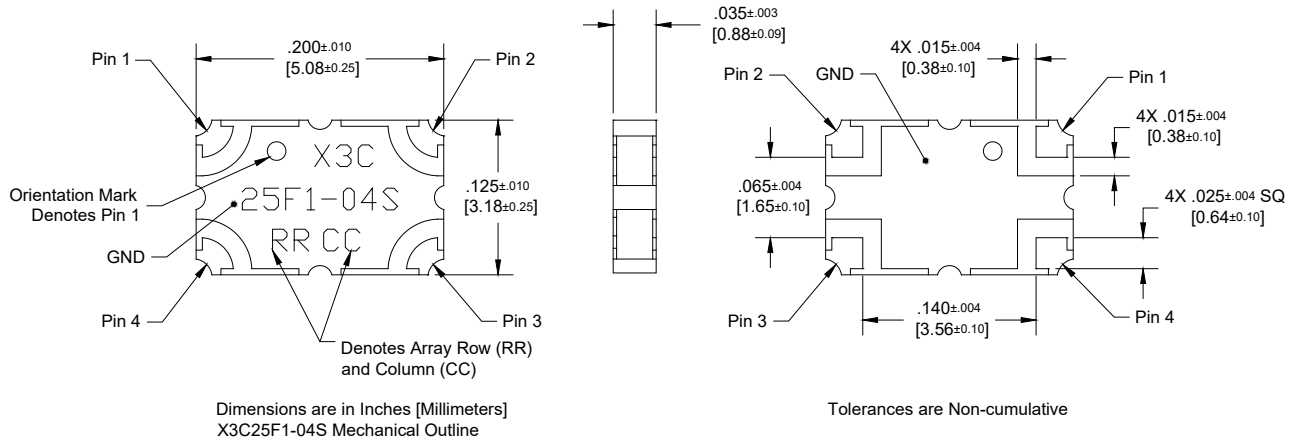 Pin 1
.200±.010
[5.08±0.25]
Pin 2
Orientation Mark
Denotes Pin 1
GND
Pin 4
X3C
25F1-04S
RR CC
.125±.010
[3.18±0.25]
Pin 3
Denotes Array Row (RR)
and Column (CC)
Dimensions are in Inches [Millimeters]
X3C25F1-04S Mechanical Outline
.035±.003
[0.88±0.09]
Pin 2
GND
4X .015±.004
[0.38±0.10]
Pin 1
4X .015±.004
[0.38±0.10]
.065±.004
[1.65±0.10]
4X .025±.004 SQ
[0.64±0.10]
Pin 3
.140±.004
[3.56±0.10]
Pin 4
Tolerances are Non-cumulative